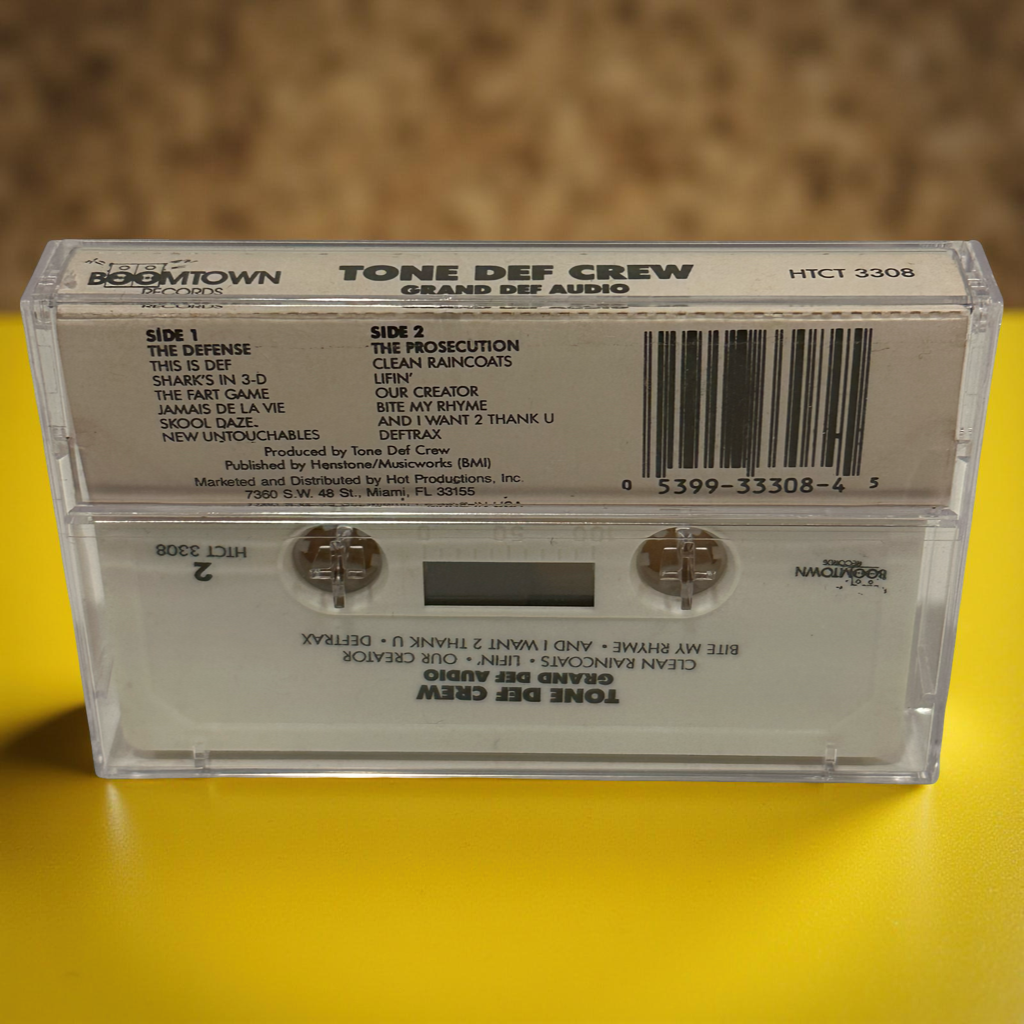 BOOMTOWN
RECORDS
TONE DEF CREW
GRAND DEF AUDIO
HTCT 3308
SIDE 1
THE DEFENSE
THIS IS DEF
SHARK'S IN 3-D
THE FART GAME
JAMAIS DE LA VIE
SKOOL DAZE
NEW UNTOUCHABLES
SIDE 2
THE PROSECUTION
CLEAN RAINCOATS
LIFIN'
OUR CREATOR
BITE MY RHYME
AND I WANT 2 THANK U
DEFTRAX
Produced by Tone Def Crew
Published by Henstone/Musicworks (BMI)
Marketed and Distributed by Hot Productions, Inc.
7360 S.W. 48 St., Miami, FL 33155
0 5399-33308-4 5
100 50 0
TONE DEF CREW
GRAND DEF AUDIO
CLEAN RAINCOATS • LIFIN' • OUR CREATOR
BITE MY RHYME • AND I WANT 2 THANK U • DEFTRAX
BOOMTOWN
RECORDS
2
HTCT 3308